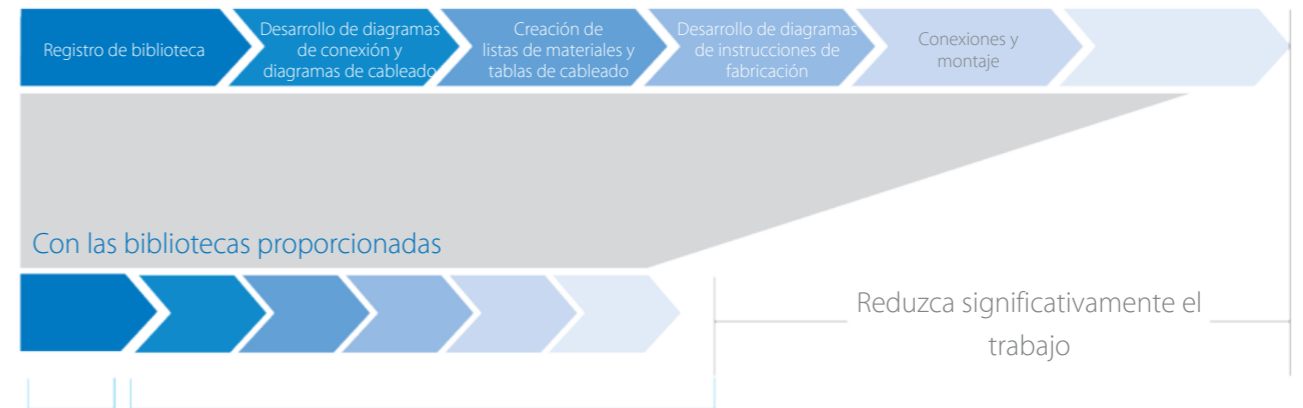 Registro de biblioteca
Desarrollo de diagramas
de conexión y
diagramas de cableado
Creación de
listas de materiales y
tablas de cableado
Desarrollo de diagramas
de instrucciones de
fabricación
Conexiones y
montaje
Con las bibliotecas proporcionadas
Reduzca significativamente el
trabajo